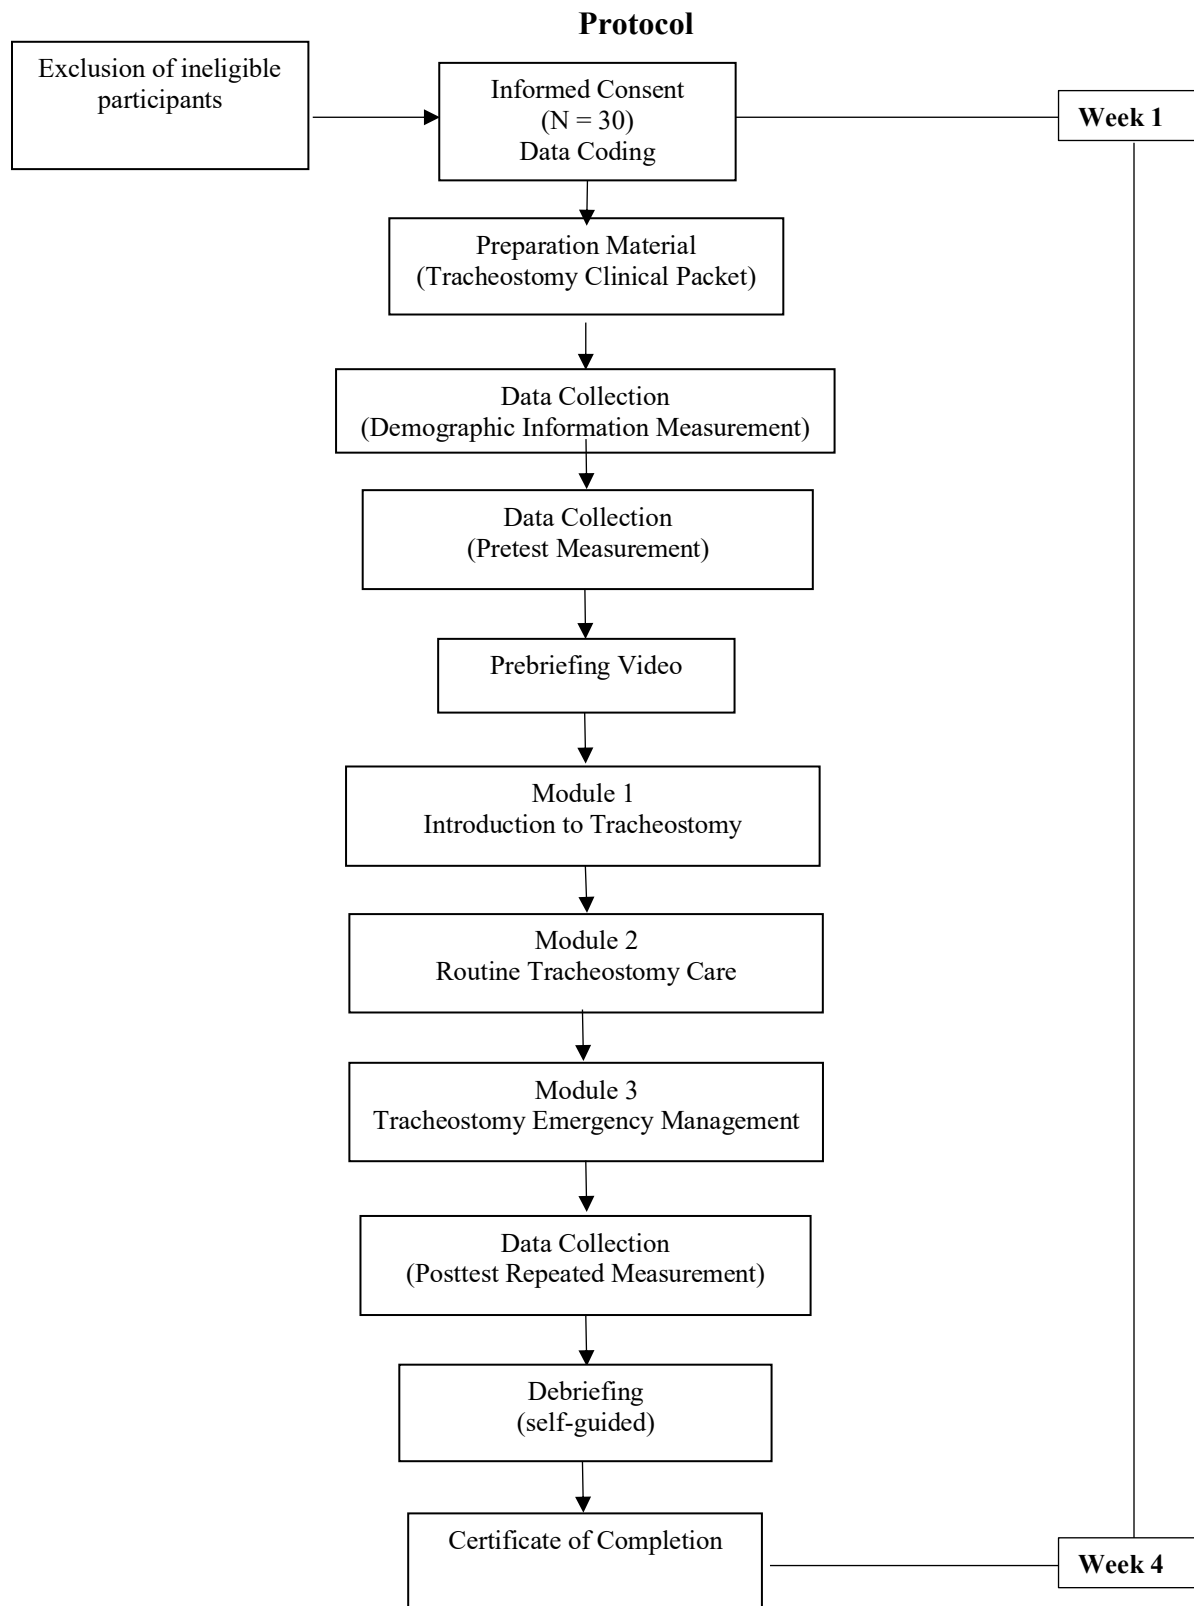 Protocol
Exclusion of ineligible
participants
Informed Consent
(N = 30)
Data Coding
Week 1
Preparation Material
(Tracheostomy Clinical Packet)
Data Collection
(Demographic Information Measurement)
Data Collection
(Pretest Measurement)
Prebriefing Video
Module 1
Introduction to Tracheostomy
Module 2
Routine Tracheostomy Care
Module 3
Tracheostomy Emergency Management
Data Collection
(Posttest Repeated Measurement)
Debriefing
(self-guided)
Certificate of Completion
Week 4